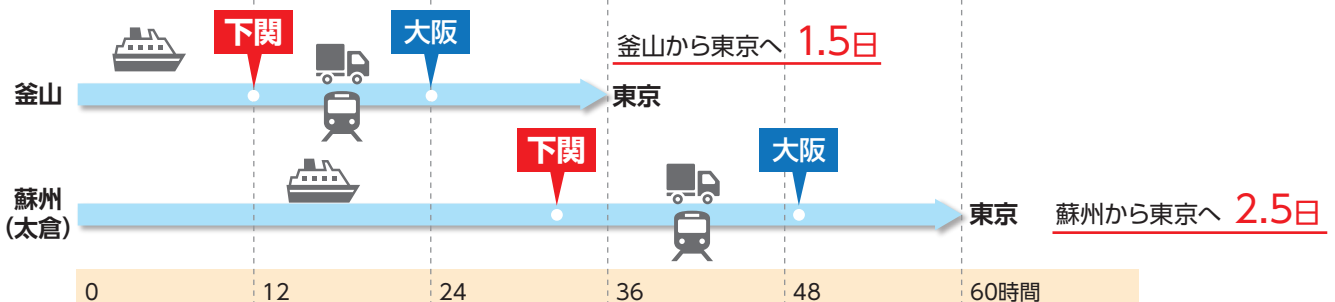 下関
大阪
釜山から東京へ 1.5日
釜山
東京
下関
大阪
蘇州
(太倉)
東京
蘇州から東京へ 2.5日
0 12 24 36 48 60時間